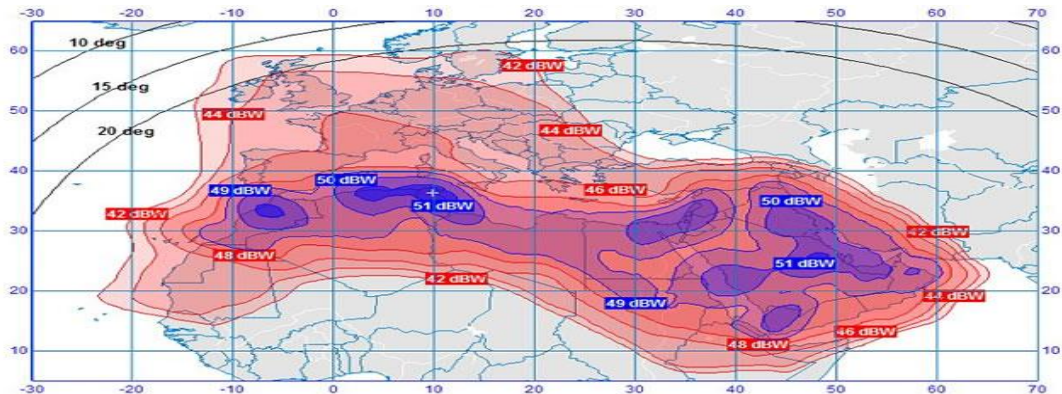 -30 -20 -10 0 10 20 30 40 50 60 70
10 deg
60 60
42 dBW
15 deg
50 50
44 dBW
20 deg
44 dBW
40 40
50 dBW
49 dBW 46 dBW
50 dBW
51 dBW
42 dBW
30 30
42 dBW
48 dBW
51 dBW
42 dBW
20 20
49 dBW
44 dBW
46 dBW
48 dBW
10 10
-30 -20 -10 0 10 20 30 40 50 60 70